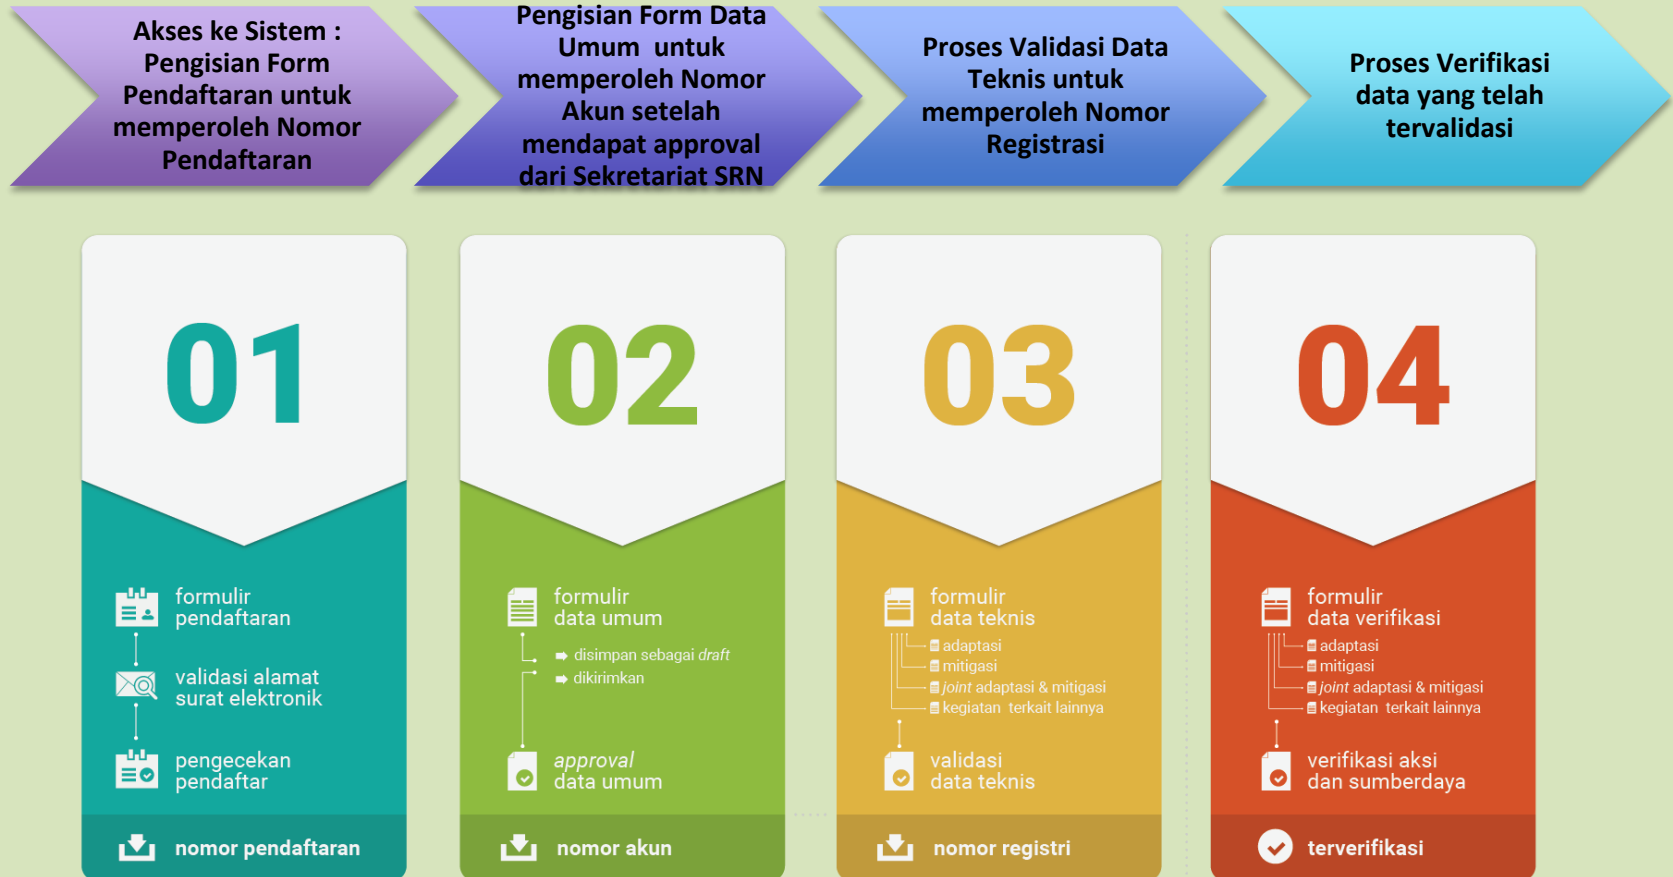 Akses ke Sistem :
Pengisian Form
Pendaftaran untuk
memperoleh Nomor
Pendaftaran
Pengisian Form Data
Umum untuk
memperoleh Nomor
Akun setelah
mendapat approval
dari Sekretariat SRN
Proses Validasi Data
Teknis untuk
memperoleh Nomor
Registrasi
Proses Verifikasi
data yang telah
tervalidasi
01
formulir
pendaftaran
validasi alamat
surat elektronik
pengecekan
pendaftar
nomor pendaftaran
02
formulir
data umum
disimpan sebagai draft
dikirimkan
approval
data umum
nomor akun
03
formulir
data teknis
adaptasi
mitigasi
joint adaptasi & mitigasi
kegiatan terkait lainnya
validasi
data teknis
nomor registri
04
formulir
data verifikasi
adaptasi
mitigasi
joint adaptasi & mitigasi
kegiatan terkait lainnya
verifikasi aksi
dan sumberdaya
terverifikasi